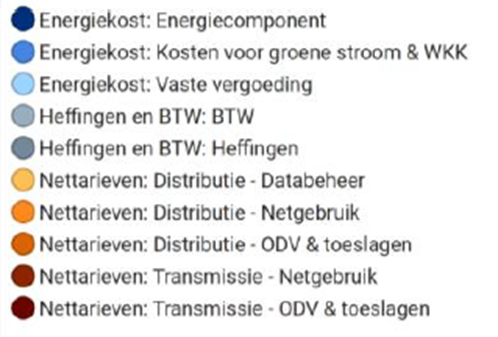 Energiekost: Energiecomponent
Energiekost: Kosten voor groene stroom & WKK
Energiekost: Vaste vergoeding
Heffingen en BTW: BTW
Heffingen en BTW: Heffingen
Nettarieven: Distributie - Databeheer
Nettarieven: Distributie - Netgebruik
Nettarieven: Distributie - ODV & toeslagen
Nettarieven: Transmissie - Netgebruik
Nettarieven: Transmissie - ODV & toeslagen